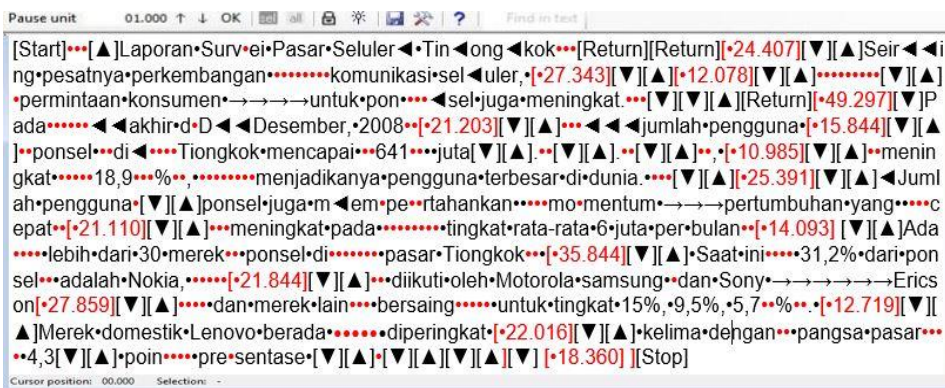 Pause unit 01.000 ↑ ↓ OK sel all ? Find in text
[Start]•••[▲]Laporan•Surv•ei•Pasar•Seluler◄•Tin◄ong◄kok•••[Return][Return][•24.407][▼][▲]Seir◄◄i
ng•pesatnya•perkembangan•••••••••komunikasi•sel◄uler,•[•27.343][▼][▲][•12.078][▼][▲]•••••••••[▼][▲]
•permintaan•konsumen•→→→→untuk•pon••••◄sel•juga•meningkat.•••[▼][▼][▲][Return][•49.297][▼]P
ada••••••◄◄akhir•d•D◄◄Desember,•2008••[•21.203][▼][▲]•••◄◄◄jumlah•pengguna•[•15.844][▼][▲
]••ponsel•••di◄•••••Tiongkok•mencapai•••641••••juta[▼][▲].••[▼][▲].••[▼][▲]••,•[•10.985][▼][▲]••menin
gkat••••••18,9•••%••,•••••••••menjadikanya•pengguna•terbesar•di•dunia.••••[▼][▲][•25.391][▼][▲]◄Juml
ah•pengguna•[▼][▲]ponsel•juga•m◄em•pe••rtahankan•••••mo•mentum•→→→pertumbuhan•yang•••••c
epat••[•21.110][▼][▲]•••meningkat•pada••••••••••tingkat•rata-rata•6•juta•per•bulan••[•14.093] [▼][▲]Ada
•••••lebih•dari•30•merek•••ponsel•di•••••••pasar•Tiongkok•••[•35.844][▼][▲]•Saat•ini•••••31,2%•dari•pon
sel•••adalah•Nokia,•••••[•21.844][▼][▲]•••diikuti•oleh•Motorola•samsung••dan•Sony•→→→→→→→Erics
on[•27.859][▼][▲]•••••dan•merek•lain••••bersaing•••••untuk•tingkat•15%,•9,5%•,5,7••%••.•[•12.719][▼][
▲]Merek•domestik•Lenovo•berada••••••••diperingkat•[•22.016][▼][▲]•kelima•dengan•••pangsa•pasar•••
••4,3[▼][▲]•poin•••••pre•sentase•[▼][▲]•[▼][▲][▼][▲][▼] [•18.360] ][Stop]
Cursor position: 00.000 Selection: -